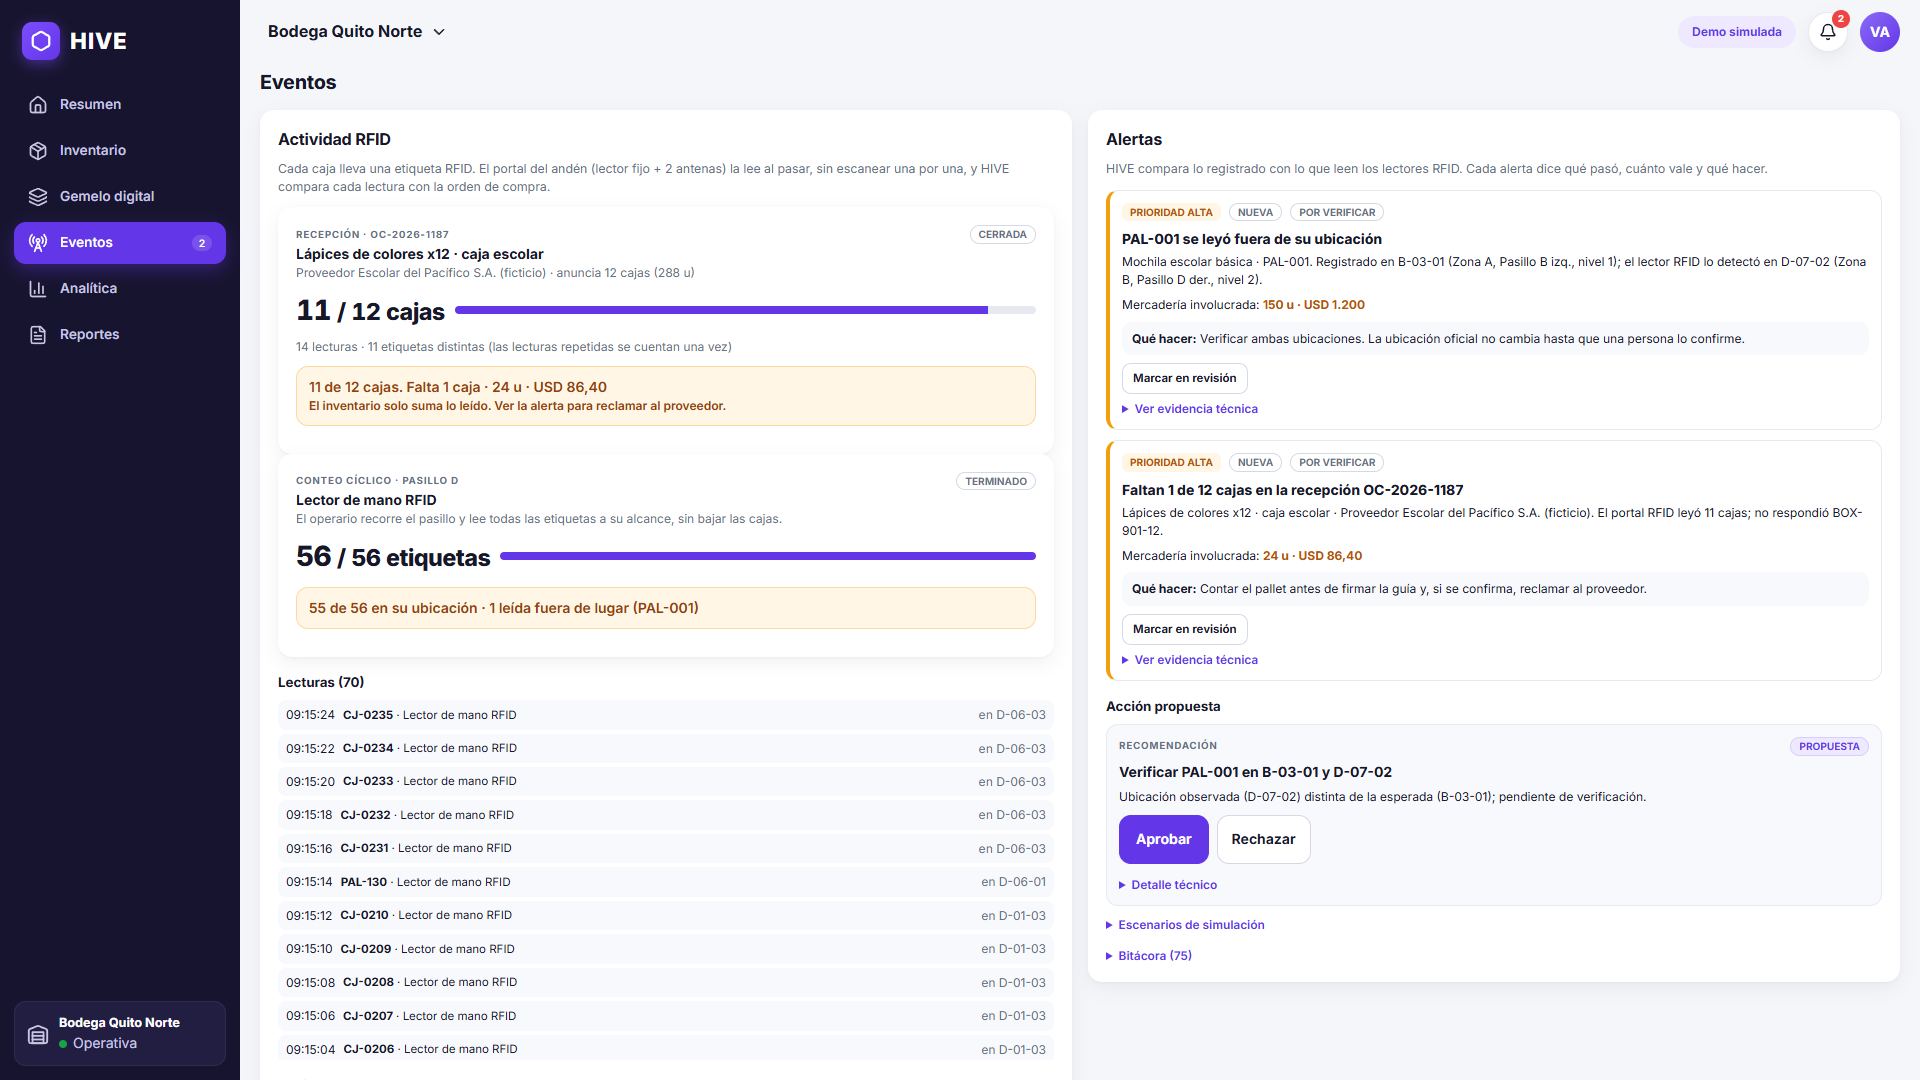 HIVE
Resumen
Inventario
Gemelo digital
Eventos 2
Analítica
Reportes
Bodega Quito Norte
Operativa
Bodega Quito Norte
Demo simulada
2
VA
Eventos
Actividad RFID
Cada caja lleva una etiqueta RFID. El portal del andén (lector fijo + 2 antenas) la lee al pasar, sin escanear una por una, y HIVE
compara cada lectura con la orden de compra.
RECEPCIÓN · OC-2026-1187
CERRADA
Lápices de colores x12 · caja escolar
Proveedor Escolar del Pacífico S.A. (ficticio) · anuncia 12 cajas (288 u)
11 / 12 cajas
14 lecturas · 11 etiquetas distintas (las lecturas repetidas se cuentan una vez)
11 de 12 cajas. Falta 1 caja · 24 u · USD 86,40
El inventario solo suma lo leído. Ver la alerta para reclamar al proveedor.
CONTEO CÍCLICO · PASILLO D
TERMINADO
Lector de mano RFID
El operario recorre el pasillo y lee todas las etiquetas a su alcance, sin bajar las cajas.
56 / 56 etiquetas
55 de 56 en su ubicación · 1 leída fuera de lugar (PAL-001)
Lecturas (70)
09:15:24 CJ-0235 · Lector de mano RFID en D-06-03
09:15:22 CJ-0234 · Lector de mano RFID en D-06-03
09:15:20 CJ-0233 · Lector de mano RFID en D-06-03
09:15:18 CJ-0232 · Lector de mano RFID en D-06-03
09:15:16 CJ-0231 · Lector de mano RFID en D-06-03
09:15:14 PAL-130 · Lector de mano RFID en D-06-01
09:15:12 CJ-0210 · Lector de mano RFID en D-01-03
09:15:10 CJ-0209 · Lector de mano RFID en D-01-03
09:15:08 CJ-0208 · Lector de mano RFID en D-01-03
09:15:06 CJ-0207 · Lector de mano RFID en D-01-03
09:15:04 CJ-0206 · Lector de mano RFID en D-01-03
Alertas
HIVE compara lo registrado con lo que leen los lectores RFID. Cada alerta dice qué pasó, cuánto vale y qué hacer.
PRIORIDAD ALTA NUEVA POR VERIFICAR
PAL-001 se leyó fuera de su ubicación
Mochila escolar básica · PAL-001. Registrado en B-03-01 (Zona A, Pasillo B izq., nivel 1); el lector RFID lo detectó en D-07-02 (Zona
B, Pasillo D der., nivel 2).
Mercadería involucrada: 150 u · USD 1.200
Qué hacer: Verificar ambas ubicaciones. La ubicación oficial no cambia hasta que una persona lo confirme.
Marcar en revisión
Ver evidencia técnica
PRIORIDAD ALTA NUEVA POR VERIFICAR
Faltan 1 de 12 cajas en la recepción OC-2026-1187
Lápices de colores x12 · caja escolar · Proveedor Escolar del Pacífico S.A. (ficticio). El portal RFID leyó 11 cajas; no respondió BOX-
901-12.
Mercadería involucrada: 24 u · USD 86,40
Qué hacer: Contar el pallet antes de firmar la guía y, si se confirma, reclamar al proveedor.
Marcar en revisión
Ver evidencia técnica
Acción propuesta
RECOMENDACIÓN
PROPUESTA
Verificar PAL-001 en B-03-01 y D-07-02
Ubicación observada (D-07-02) distinta de la esperada (B-03-01); pendiente de verificación.
Aprobar
Rechazar
Detalle técnico
Escenarios de simulación
Bitácora (75)